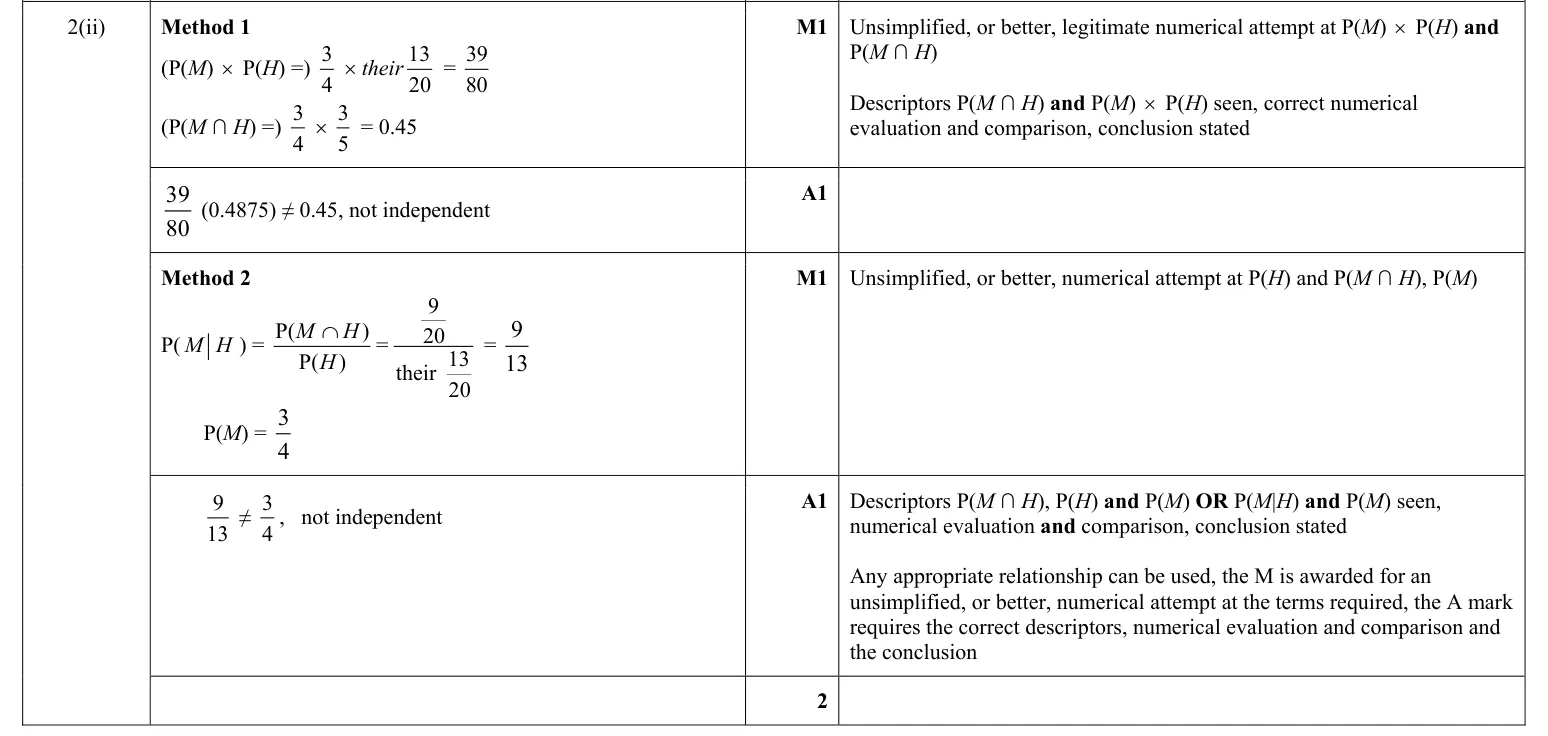 2(ii)
Method 1
(P(M) × P(H) =) 3/4 × their 13/20 = 39/80
(P(M ∩ H) =) 3/4 × 3/5 = 0.45
M1
Unsimplified, or better, legitimate numerical attempt at P(M) × P(H) and
P(M ∩ H)
Descriptors P(M ∩ H) and P(M) × P(H) seen, correct numerical
evaluation and comparison, conclusion stated
39/80 (0.4875) ≠ 0.45, not independent
A1
Method 2
P( M| H ) = P(M ∩ H)/P(H) = (9/20)/(their 13/20) = 9/13
P(M) = 3/4
M1
Unsimplified, or better, numerical attempt at P(H) and P(M ∩ H), P(M)
9/13 ≠ 3/4, not independent
A1
Descriptors P(M ∩ H), P(H) and P(M) OR P(M|H) and P(M) seen,
numerical evaluation and comparison, conclusion stated
Any appropriate relationship can be used, the M is awarded for an
unsimplified, or better, numerical attempt at the terms required, the A mark
requires the correct descriptors, numerical evaluation and comparison and
the conclusion
2